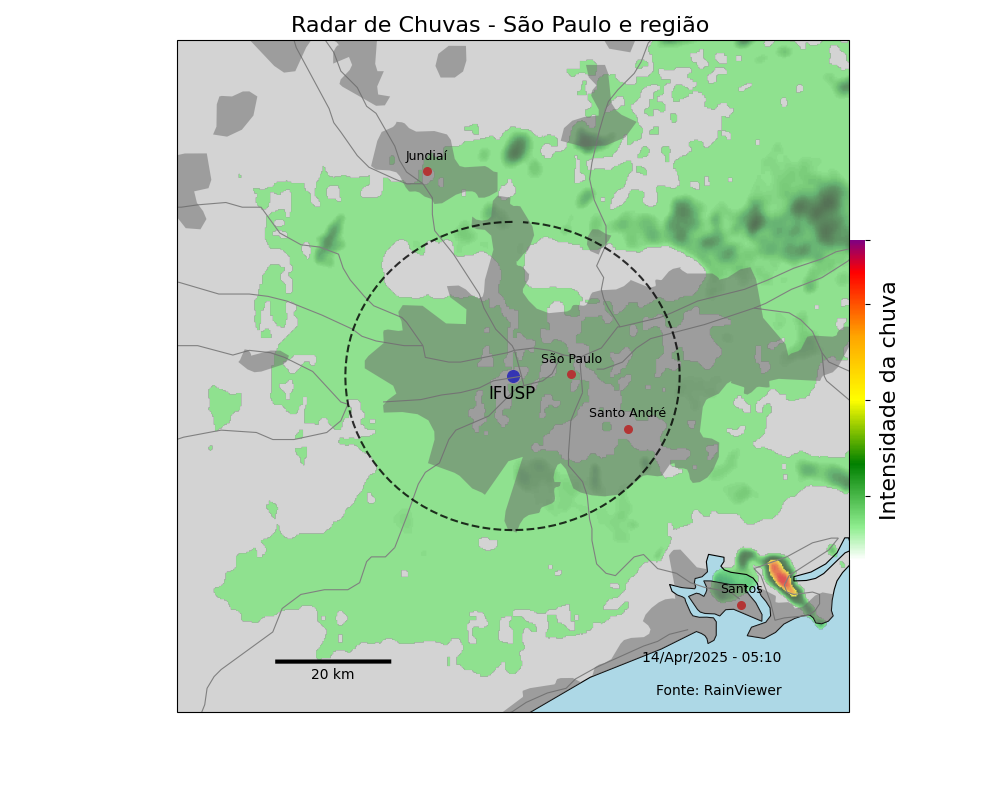 Radar de Chuvas - São Paulo e região
Jundiaí
São Paulo
IFUSP
Santo André
Santos
20 km
14/Apr/2025 - 05:10
Fonte: RainViewer
Intensidade da chuva